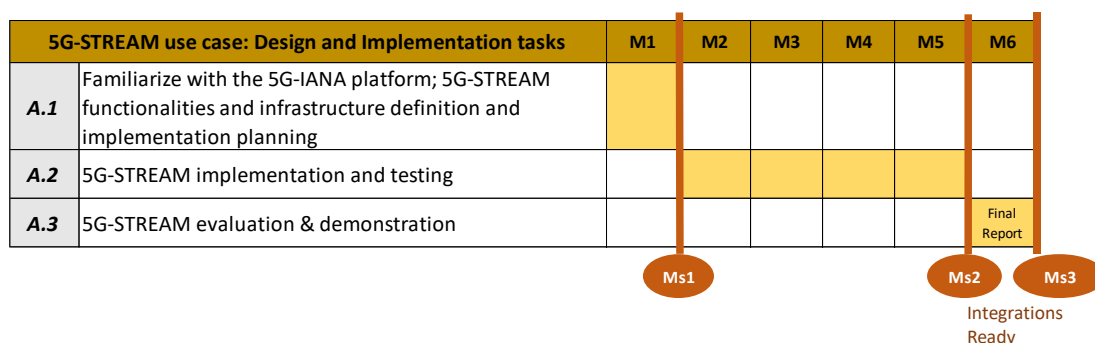 5G-STREAM use case: Design and Implementation tasks M1 M2 M3 M4 M5 M6
A.1
Familiarize with the 5G-IANA platform; 5G-STREAM
functionalities and infrastructure definition and
implementation planning
A.2 5G-STREAM implementation and testing
A.3 5G-STREAM evaluation & demonstration
Final
Report
Ms1 Ms2 Ms3
Integrations
Ready